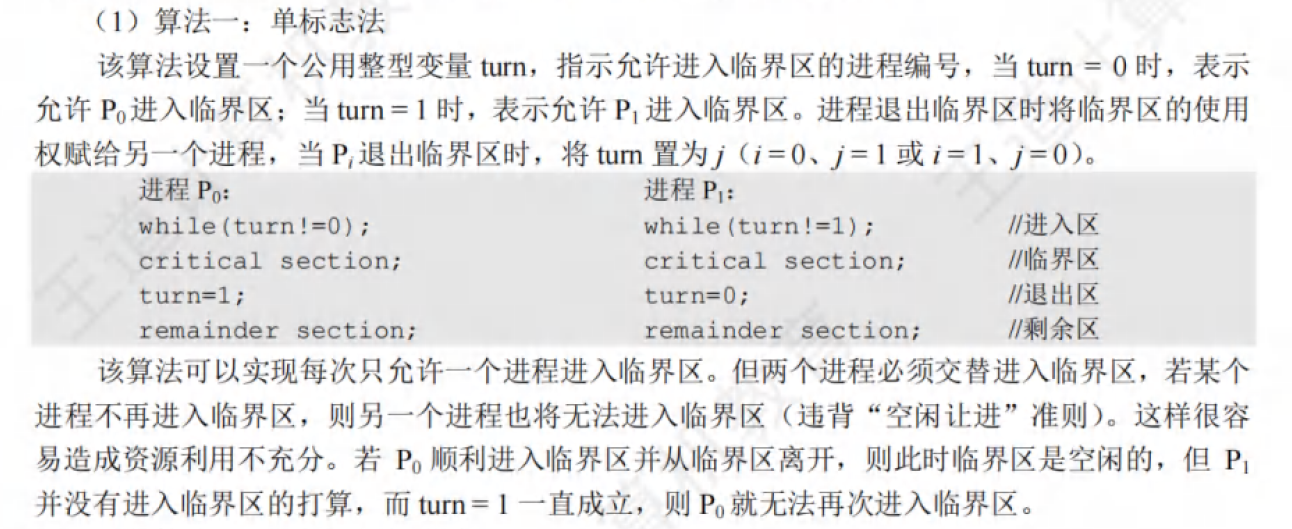 （1）算法一：单标志法
该算法设置一个公用整型变量 turn，指示允许进入临界区的进程编号，当 turn = 0 时，表示
允许 P0进入临界区；当 turn = 1 时，表示允许 P1进入临界区。进程退出临界区时将临界区的使用
权赋给另一个进程，当 Pi 退出临界区时，将 turn 置为 j（i = 0、j = 1 或 i = 1、j = 0）。
进程 P0: 进程 P1:
while(turn!=0); while(turn!=1); //进入区
critical section; critical section; //临界区
turn=1; turn=0; //退出区
remainder section; remainder section; //剩余区
该算法可以实现每次只允许一个进程进入临界区。但两个进程必须交替进入临界区，若某个
进程不再进入临界区，则另一个进程也将无法进入临界区（违背“空闲让进”准则）。这样很容
易造成资源利用不充分。若 P0 顺利进入临界区并从临界区离开，则此时临界区是空闲的，但 P1
并没有进入临界区的打算，而 turn = 1 一直成立，则 P0 就无法再次进入临界区。